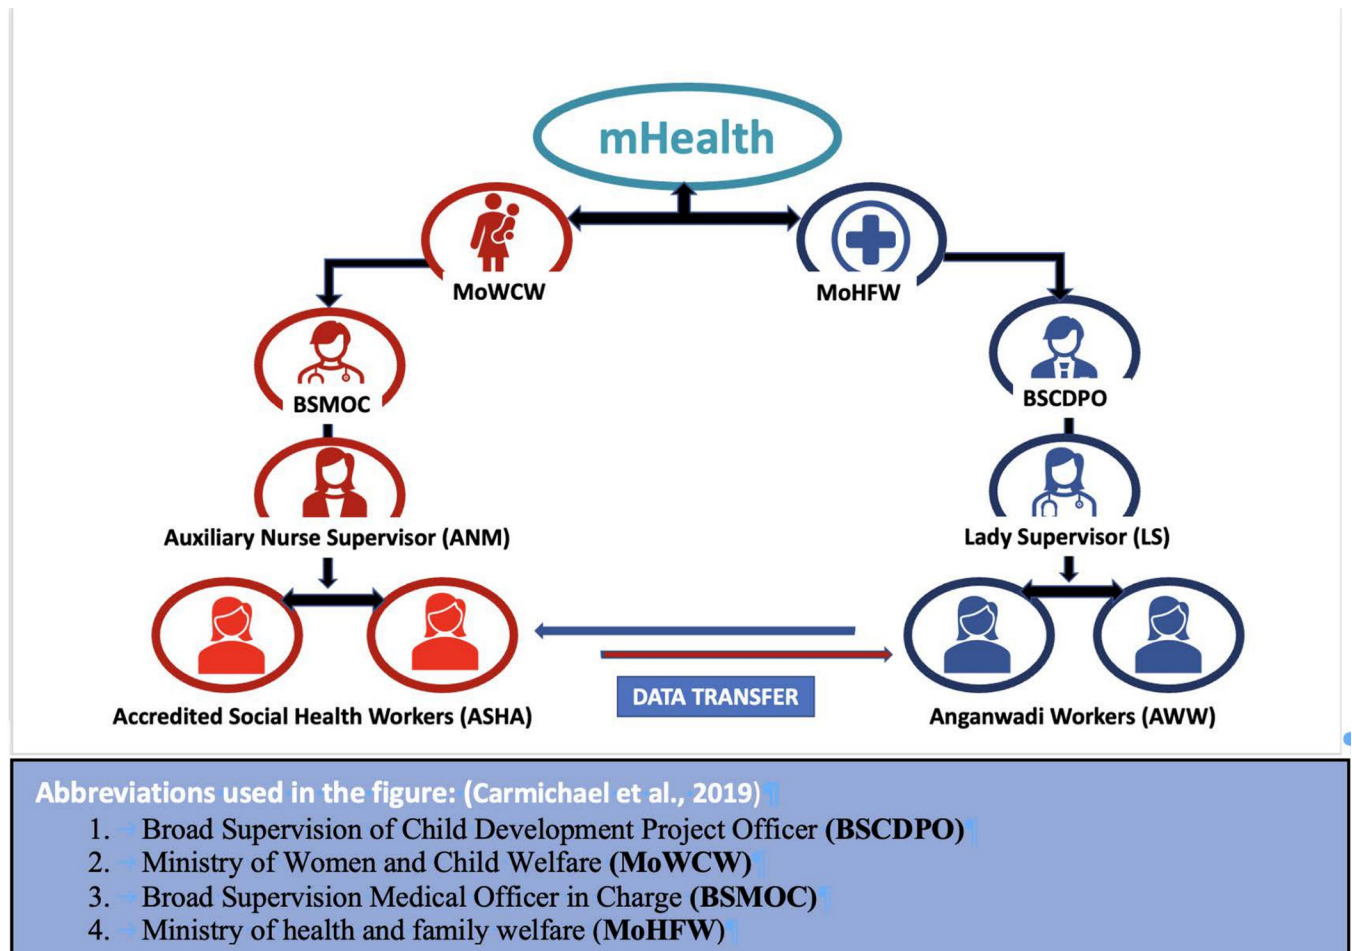 mHealth
MoWCW
MoHFW
BSMOC
BSCDPO
Auxiliary Nurse Supervisor (ANM)
Lady Supervisor (LS)
DATA TRANSFER
Accredited Social Health Workers (ASHA)
Anganwadi Workers (AWW)
Abbreviations used in the figure: (Carmichael et al., 2019)¶
1. → Broad Supervision of Child Development Project Officer (BSCDPO)¶
2. → Ministry of Women and Child Welfare (MoWCW)¶
3. → Broad Supervision Medical Officer in Charge (BSMOC)¶
4. → Ministry of health and family welfare (MoHFW)¶